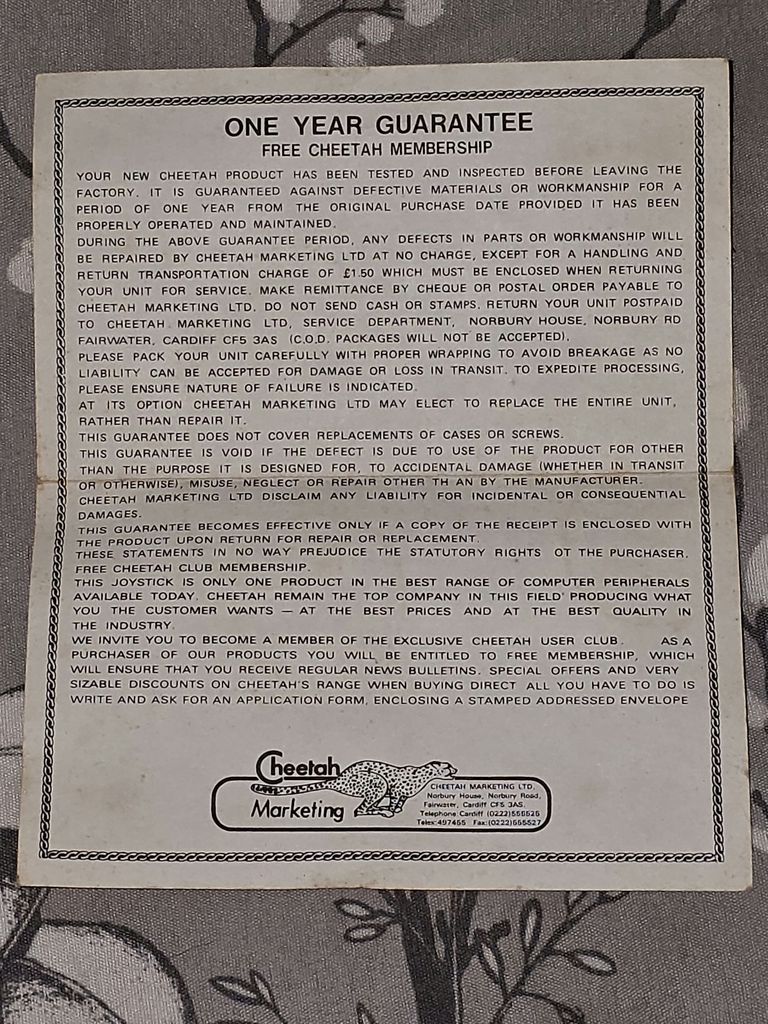 ONE YEAR GUARANTEE
FREE CHEETAH MEMBERSHIP
YOUR NEW CHEETAH PRODUCT HAS BEEN TESTED AND INSPECTED BEFORE LEAVING THE
FACTORY. IT IS GUARANTEED AGAINST DEFECTIVE MATERIALS OR WORKMANSHIP FOR A
PERIOD OF ONE YEAR FROM THE ORIGINAL PURCHASE DATE PROVIDED IT HAS BEEN
PROPERLY OPERATED AND MAINTAINED.
DURING THE ABOVE GUARANTEE PERIOD, ANY DEFECTS IN PARTS OR WORKMANSHIP WILL
BE REPAIRED BY CHEETAH MARKETING LTD AT NO CHARGE, EXCEPT FOR A HANDLING AND
RETURN TRANSPORTATION CHARGE OF £1.50 WHICH MUST BE ENCLOSED WHEN RETURNING
YOUR UNIT FOR SERVICE. MAKE REMITTANCE BY CHEQUE OR POSTAL ORDER PAYABLE TO
CHEETAH MARKETING LTD. DO NOT SEND CASH OR STAMPS. RETURN YOUR UNIT POSTPAID
TO CHEETAH MARKETING LTD, SERVICE DEPARTMENT, NORBURY HOUSE, NORBURY RD
FAIRWATER, CARDIFF CF5 3AS (C.O.D. PACKAGES WILL NOT BE ACCEPTED).
PLEASE PACK YOUR UNIT CAREFULLY WITH PROPER WRAPPING TO AVOID BREAKAGE AS NO
LIABILITY CAN BE ACCEPTED FOR DAMAGE OR LOSS IN TRANSIT. TO EXPEDITE PROCESSING,
PLEASE ENSURE NATURE OF FAILURE IS INDICATED.
AT ITS OPTION CHEETAH MARKETING LTD MAY ELECT TO REPLACE THE ENTIRE UNIT,
RATHER THAN REPAIR IT.
THIS GUARANTEE DOES NOT COVER REPLACEMENTS OF CASES OR SCREWS.
THIS GUARANTEE IS VOID IF THE DEFECT IS DUE TO USE OF THE PRODUCT FOR OTHER
THAN THE PURPOSE IT IS DESIGNED FOR, TO ACCIDENTAL DAMAGE (WHETHER IN TRANSIT
OR OTHERWISE), MISUSE, NEGLECT OR REPAIR OTHER TH AN BY THE MANUFACTURER.
CHEETAH MARKETING LTD DISCLAIM ANY LIABILITY FOR INCIDENTAL OR CONSEQUENTIAL
DAMAGES.
THIS GUARANTEE BECOMES EFFECTIVE ONLY IF A COPY OF THE RECEIPT IS ENCLOSED WITH
THE PRODUCT UPON RETURN FOR REPAIR OR REPLACEMENT.
THESE STATEMENTS IN NO WAY PREJUDICE THE STATUTORY RIGHTS OT THE PURCHASER.
FREE CHEETAH CLUB MEMBERSHIP.
THIS JOYSTICK IS ONLY ONE PRODUCT IN THE BEST RANGE OF COMPUTER PERIPHERALS
AVAILABLE TODAY. CHEETAH REMAIN THE TOP COMPANY IN THIS FIELD' PRODUCING WHAT
YOU THE CUSTOMER WANTS — AT THE BEST PRICES AND AT THE BEST QUALITY IN
THE INDUSTRY.
WE INVITE YOU TO BECOME A MEMBER OF THE EXCLUSIVE CHEETAH USER CLUB. AS A
PURCHASER OF OUR PRODUCTS YOU WILL BE ENTITLED TO FREE MEMBERSHIP, WHICH
WILL ENSURE THAT YOU RECEIVE REGULAR NEWS BULLETINS. SPECIAL OFFERS AND VERY
SIZABLE DISCOUNTS ON CHEETAH'S RANGE WHEN BUYING DIRECT ALL YOU HAVE TO DO IS
WRITE AND ASK FOR AN APPLICATION FORM, ENCLOSING A STAMPED ADDRESSED ENVELOPE
Cheetah
Marketing
CHEETAH MARKETING LTD.
Norbury House, Norbury Road,
Fairwater, Cardiff CF5 3AS.
Telephone: Cardiff (0222)555525
Telex: 497455 Fax: (0222)555527